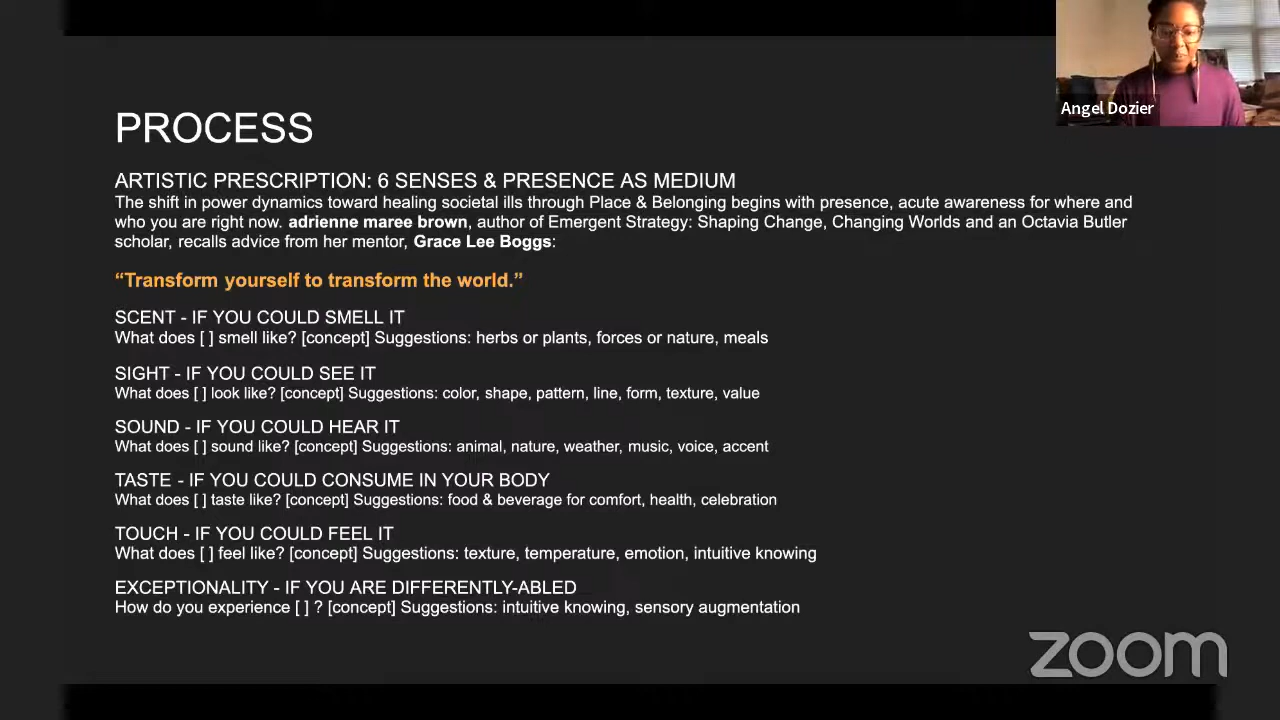 Angel Dozier
PROCESS
ARTISTIC PRESCRIPTION: 6 SENSES & PRESENCE AS MEDIUM
The shift in power dynamics toward healing societal ills through Place & Belonging begins with presence, acute awareness for where and
who you are right now. adrienne maree brown, author of Emergent Strategy: Shaping Change, Changing Worlds and an Octavia Butler
scholar, recalls advice from her mentor, Grace Lee Boggs:
“Transform yourself to transform the world.”
SCENT - IF YOU COULD SMELL IT
What does [ ] smell like? [concept] Suggestions: herbs or plants, forces or nature, meals
SIGHT - IF YOU COULD SEE IT
What does [ ] look like? [concept] Suggestions: color, shape, pattern, line, form, texture, value
SOUND - IF YOU COULD HEAR IT
What does [ ] sound like? [concept] Suggestions: animal, nature, weather, music, voice, accent
TASTE - IF YOU COULD CONSUME IN YOUR BODY
What does [ ] taste like? [concept] Suggestions: food & beverage for comfort, health, celebration
TOUCH - IF YOU COULD FEEL IT
What does [ ] feel like? [concept] Suggestions: texture, temperature, emotion, intuitive knowing
EXCEPTIONALITY - IF YOU ARE DIFFERENTLY-ABLED
How do you experience [ ] ? [concept] Suggestions: intuitive knowing, sensory augmentation
zoom